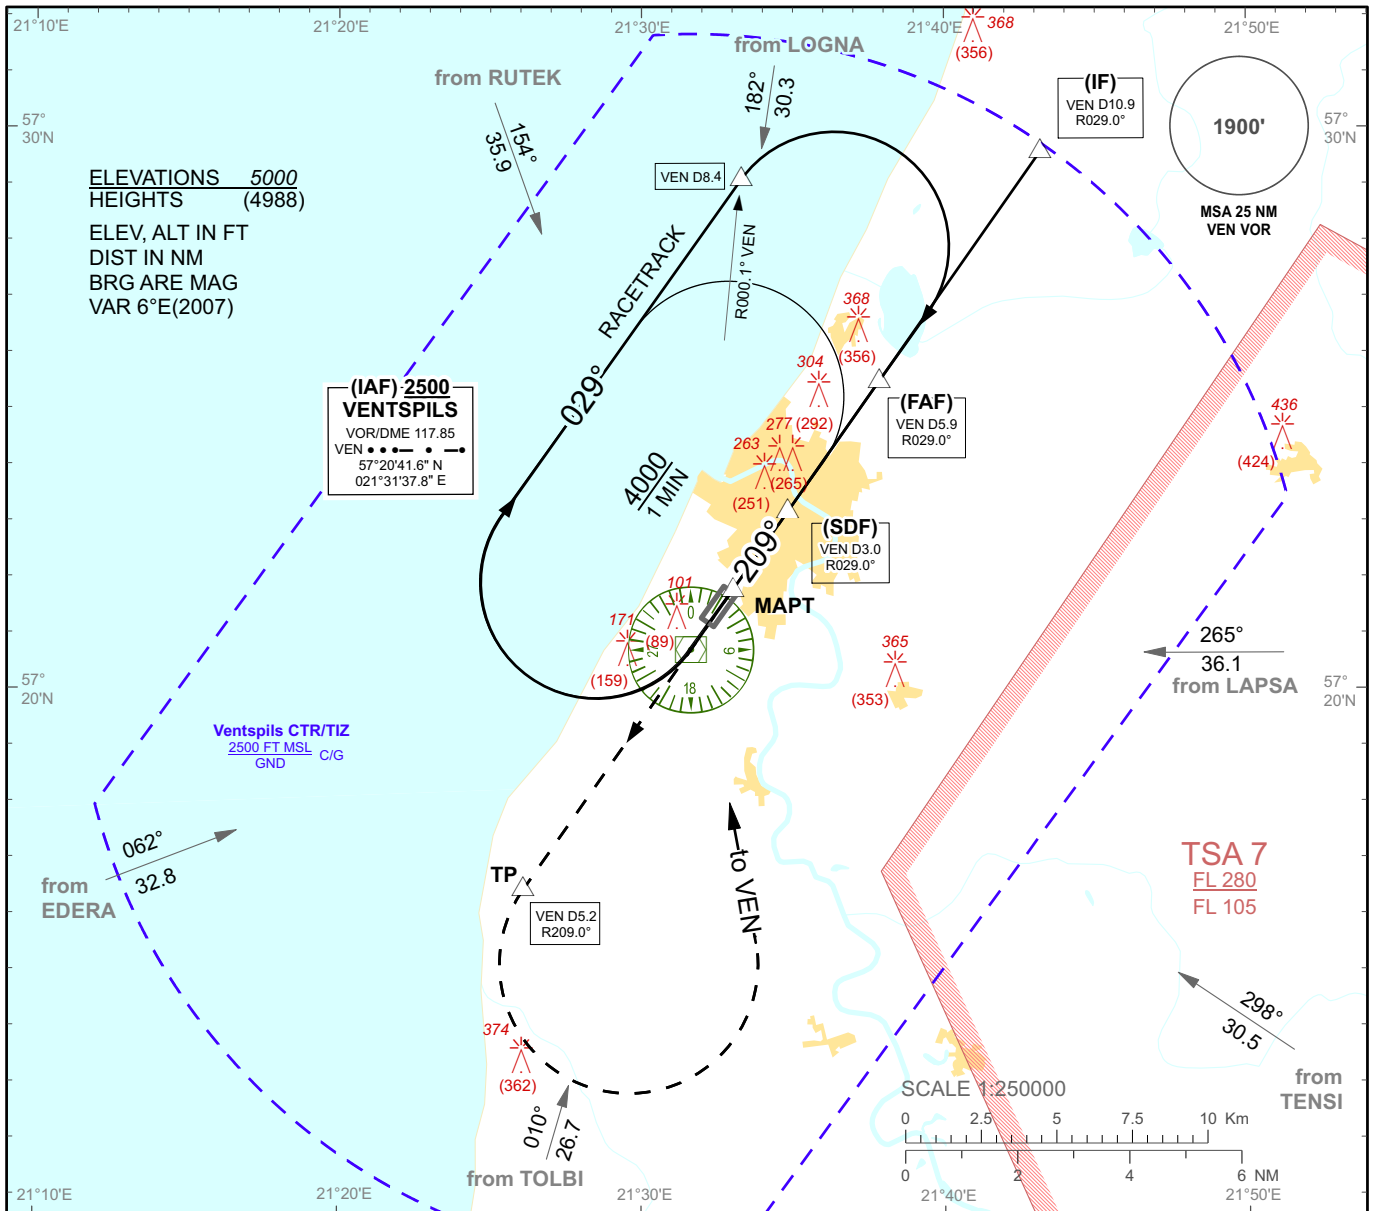 21°10'E
21°20'E
21°30'E
21°40'E
21°50'E
368
(356)
from LOGNA
182°
30.3
from RUTEK
154°
35.9
(IF)
VEN D10.9
R029.0°
1900'
MSA 25 NM
VEN VOR
57°
30'N
57°
30'N
ELEVATIONS 5000
HEIGHTS (4988)
ELEV, ALT IN FT
DIST IN NM
BRG ARE MAG
VAR 6°E(2007)
VEN D8.4
R000.1° VEN
RACETRACK
029°
368
(356)
304
(292)
277
(265)
263
(251)
(IAF) 2500
VENTSPILS
VOR/DME 117.85
VEN
57°20'41.6" N
021°31'37.8" E
4000
1 MIN
(FAF)
VEN D5.9
R029.0°
436
(424)
(SDF)
VEN D3.0
R029.0°
209°
MAPT
101
(89)
171
(159)
0
6
18
27
365
(353)
265°
36.1
from LAPSA
57°
20'N
57°
20'N
Ventspils CTR/TIZ
2500 FT MSL
GND
C/G
062°
32.8
from
EDERA
TP
VEN D5.2
R209.0°
to VEN
TSA 7
FL 280
FL 105
298°
30.5
from
TENSI
374
(362)
010°
26.7
from TOLBI
SCALE 1:250000
0 2.5 5 7.5 10 Km
0 2 4 6 NM
21°10'E
21°20'E
21°30'E
21°40'E
21°50'E